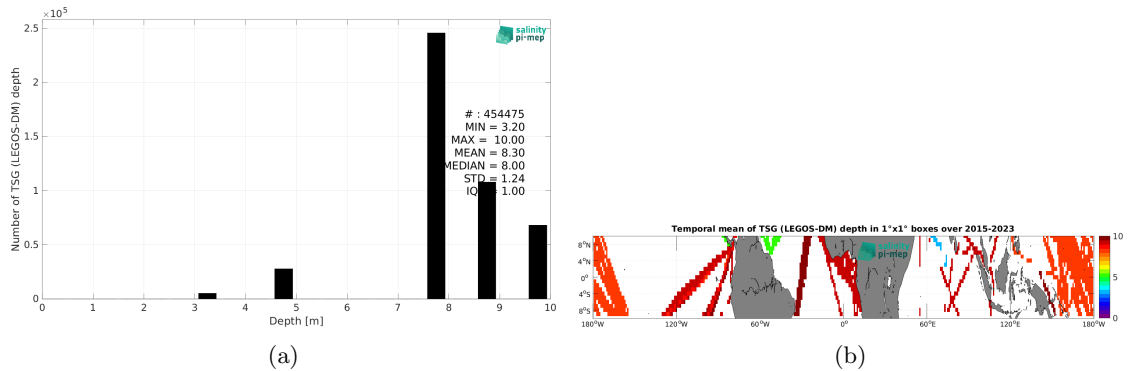 ×10^5
2.5
2
1.5
1
0.5
0
Number of TSG (LEGOS-DM) depth
salinity
pi-mep
# : 454475
MIN = 3.20
MAX = 10.00
MEAN = 8.30
MEDIAN = 8.00
STD = 1.24
= 1.00
0 1 2 3 4 5 6 7 8 9 10
Depth [m]
(a)
Temporal mean of TSG (LEGOS-DM) depth in 1°x1° boxes over 2015-2023
salinity
pi-mep
8°N
4°N
0°
4°S
8°S
180°W 120°W 60°W 0° 60°E 120°E 180°W
10
5
0
(b)